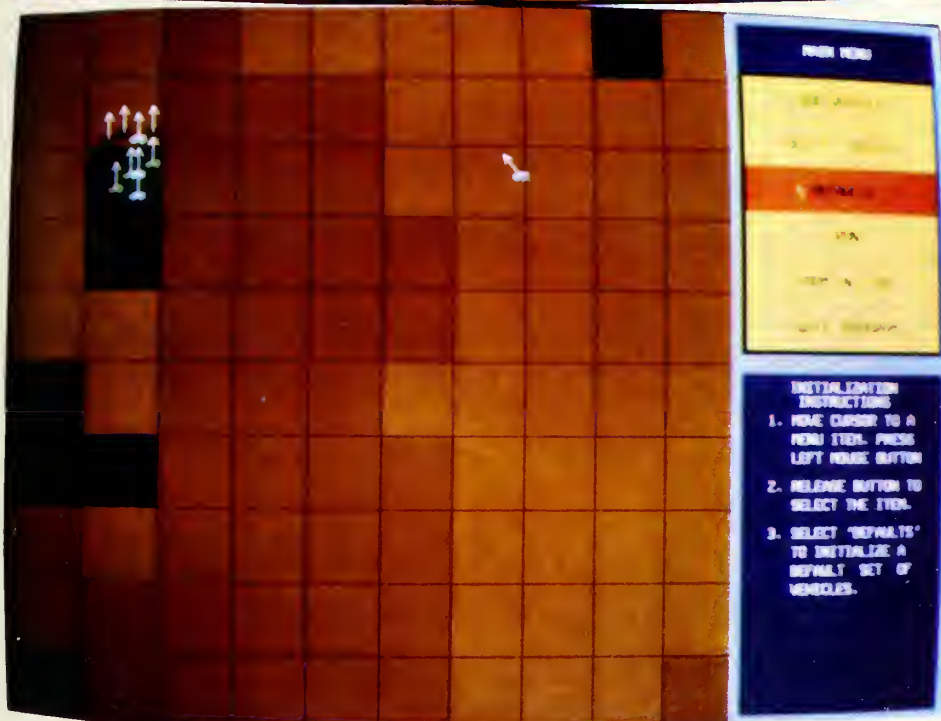 MAIN MENU
DEFAULTS
INITIALIZATION
INSTRUCTIONS
1. MOVE CURSOR TO A
MENU ITEM. PRESS
LEFT MOUSE BUTTON
2. RELEASE BUTTON TO
SELECT THE ITEM.
3. SELECT 'DEFAULTS'
TO INITIALIZE A
DEFAULT SET OF
VEHICLES.